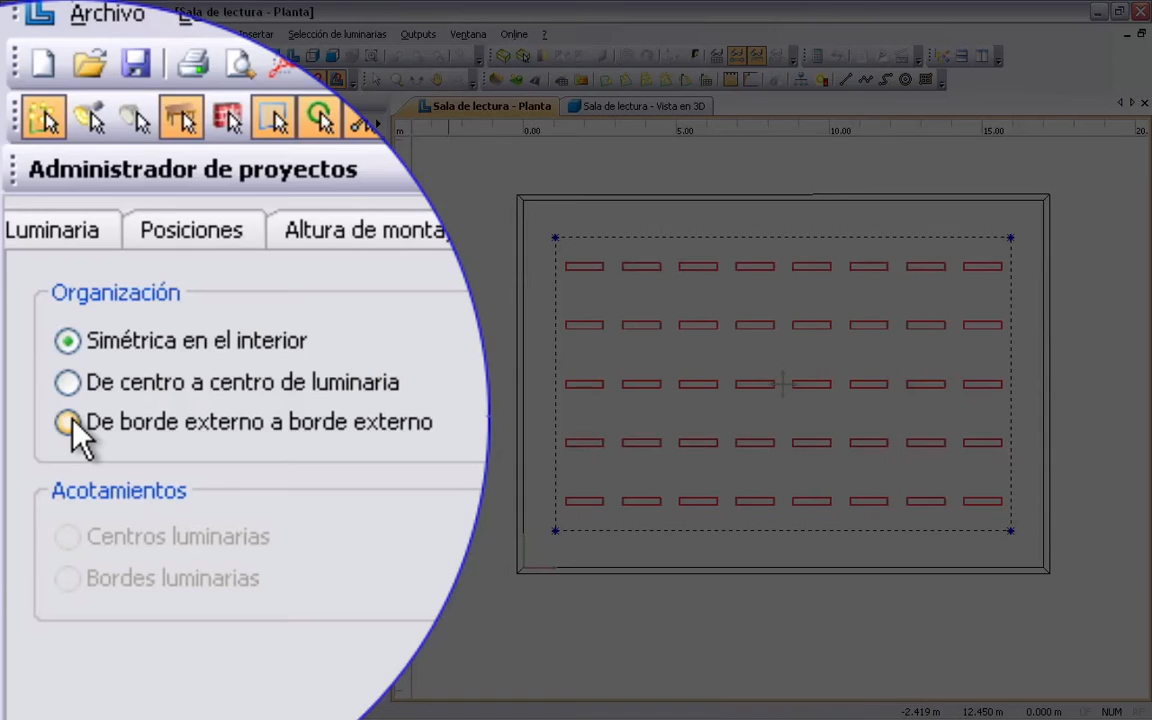 Archivo
[Sala de lectura - Planta]
Insertar Selección de luminarias Outputs Ventana Online ?
Administrador de proyectos
Sala de lectura - Planta Sala de lectura - Vista en 3D
m 0.00 5.00 10.00 15.00 20.
Luminaria Posiciones Altura de monta
Organización
Simétrica en el interior
De centro a centro de luminaria
De borde externo a borde externo
Acotamientos
Centros luminarias
Bordes luminarias
-2.419 m 12.450 m 0.000 m NUM